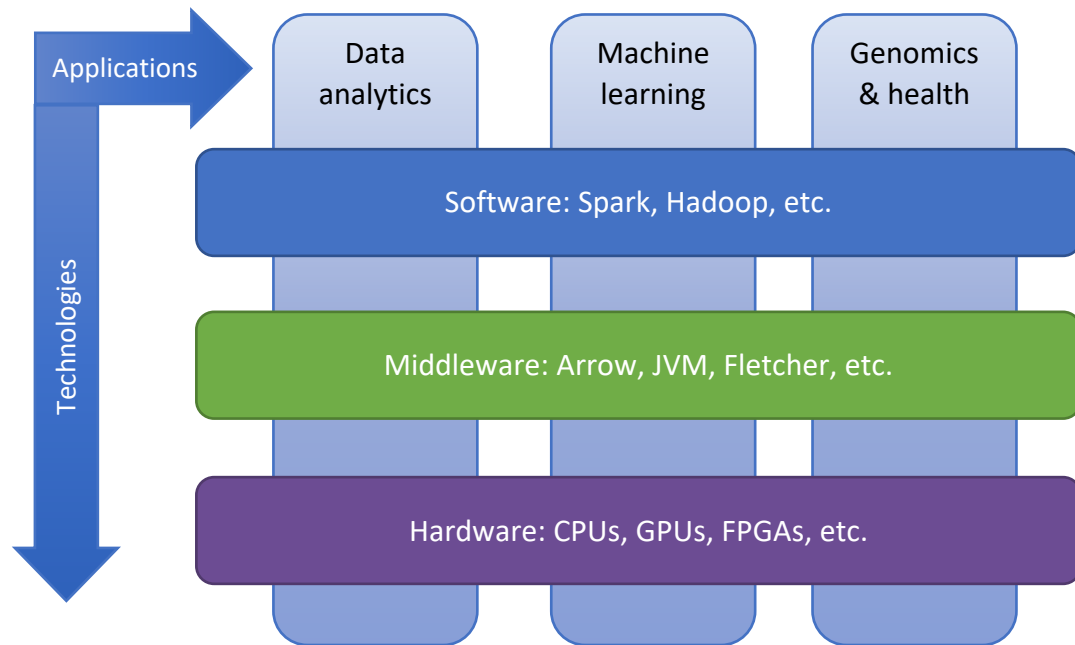 Applications
Data
analytics
Machine
learning
Genomics
& health
Software: Spark, Hadoop, etc.
Technologies
Middleware: Arrow, JVM, Fletcher, etc.
Hardware: CPUs, GPUs, FPGAs, etc.